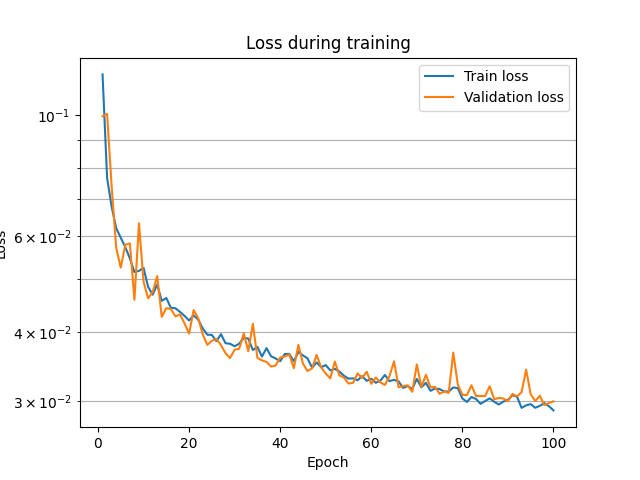 Loss during training
Train loss
Validation loss
10⁻¹
6 × 10⁻²
4 × 10⁻²
3 × 10⁻²
Loss
0 20 40 60 80 100
Epoch